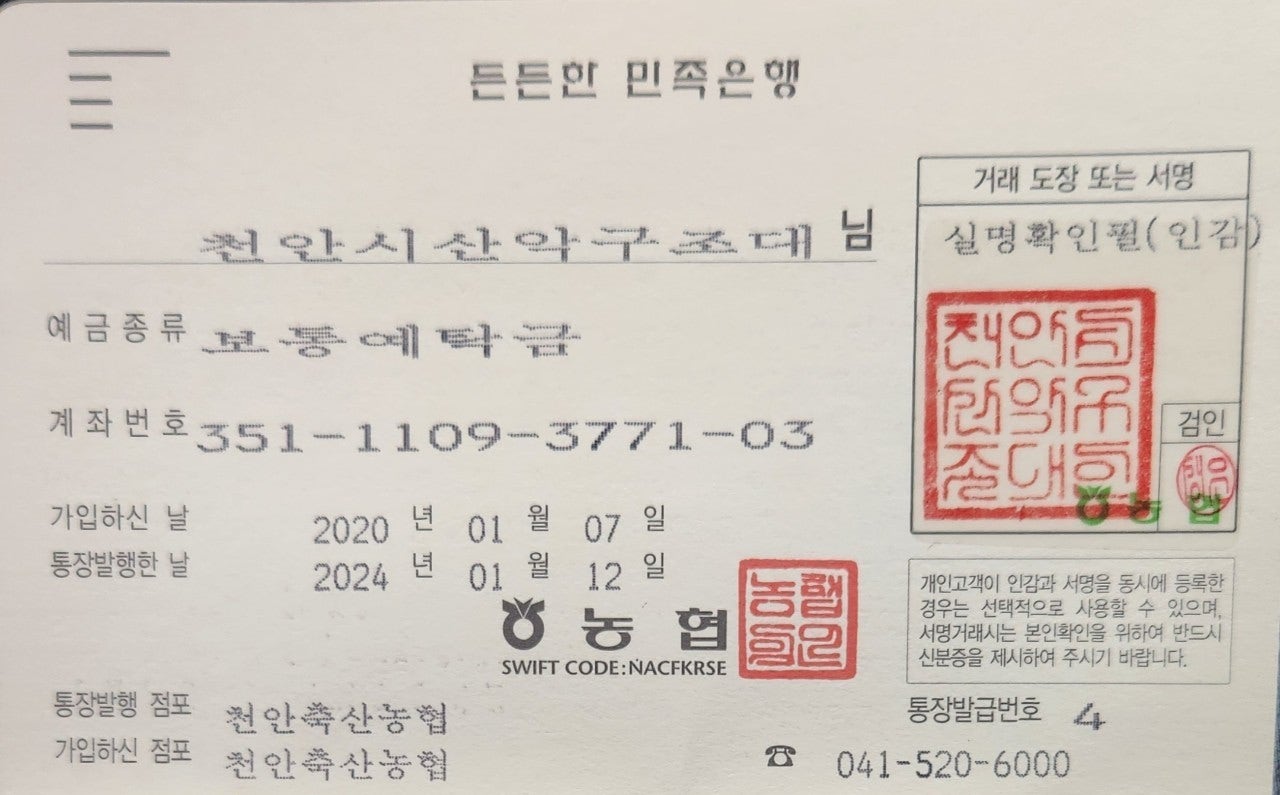 든든한 민족은행
천안시산악구조대 님
예금종류 보통예탁금
계좌번호 351-1109-3771-03
가입하신 날 2020 년 01 월 07 일
통장발행한 날 2024 년 01 월 12 일
농협
SWIFT CODE:NACFKRSE
통장발행 점포 천안축산농협
가입하신 점포 천안축산농협
거래 도장 또는 서명
실명확인필(인감)
검인
농협
개인고객이 인감과 서명을 동시에 등록한
경우는 선택적으로 사용할 수 있으며,
서명거래시는 본인확인을 위하여 반드시
신분증을 제시하여 주시기 바랍니다.
통장발급번호 4
☎ 041-520-6000